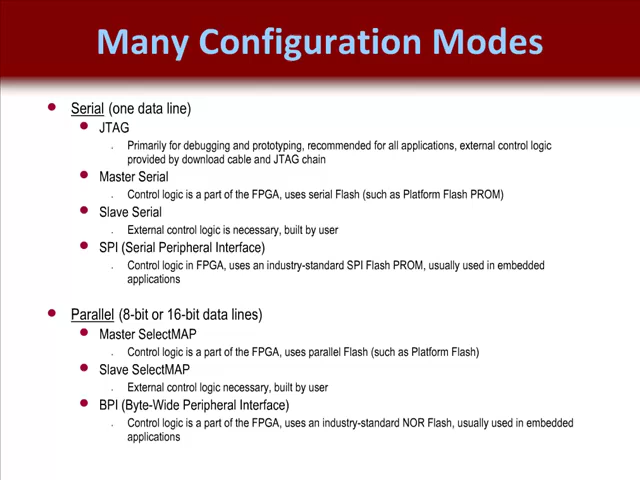 Many Configuration Modes
Serial (one data line)
JTAG
Primarily for debugging and prototyping, recommended for all applications, external control logic
provided by download cable and JTAG chain
Master Serial
Control logic is a part of the FPGA, uses serial Flash (such as Platform Flash PROM)
Slave Serial
External control logic is necessary, built by user
SPI (Serial Peripheral Interface)
Control logic in FPGA, uses an industry-standard SPI Flash PROM, usually used in embedded
applications
Parallel (8-bit or 16-bit data lines)
Master SelectMAP
Control logic is a part of the FPGA, uses parallel Flash (such as Platform Flash)
Slave SelectMAP
External control logic necessary, built by user
BPI (Byte-Wide Peripheral Interface)
Control logic is a part of the FPGA, uses an industry-standard NOR Flash, usually used in embedded
applications